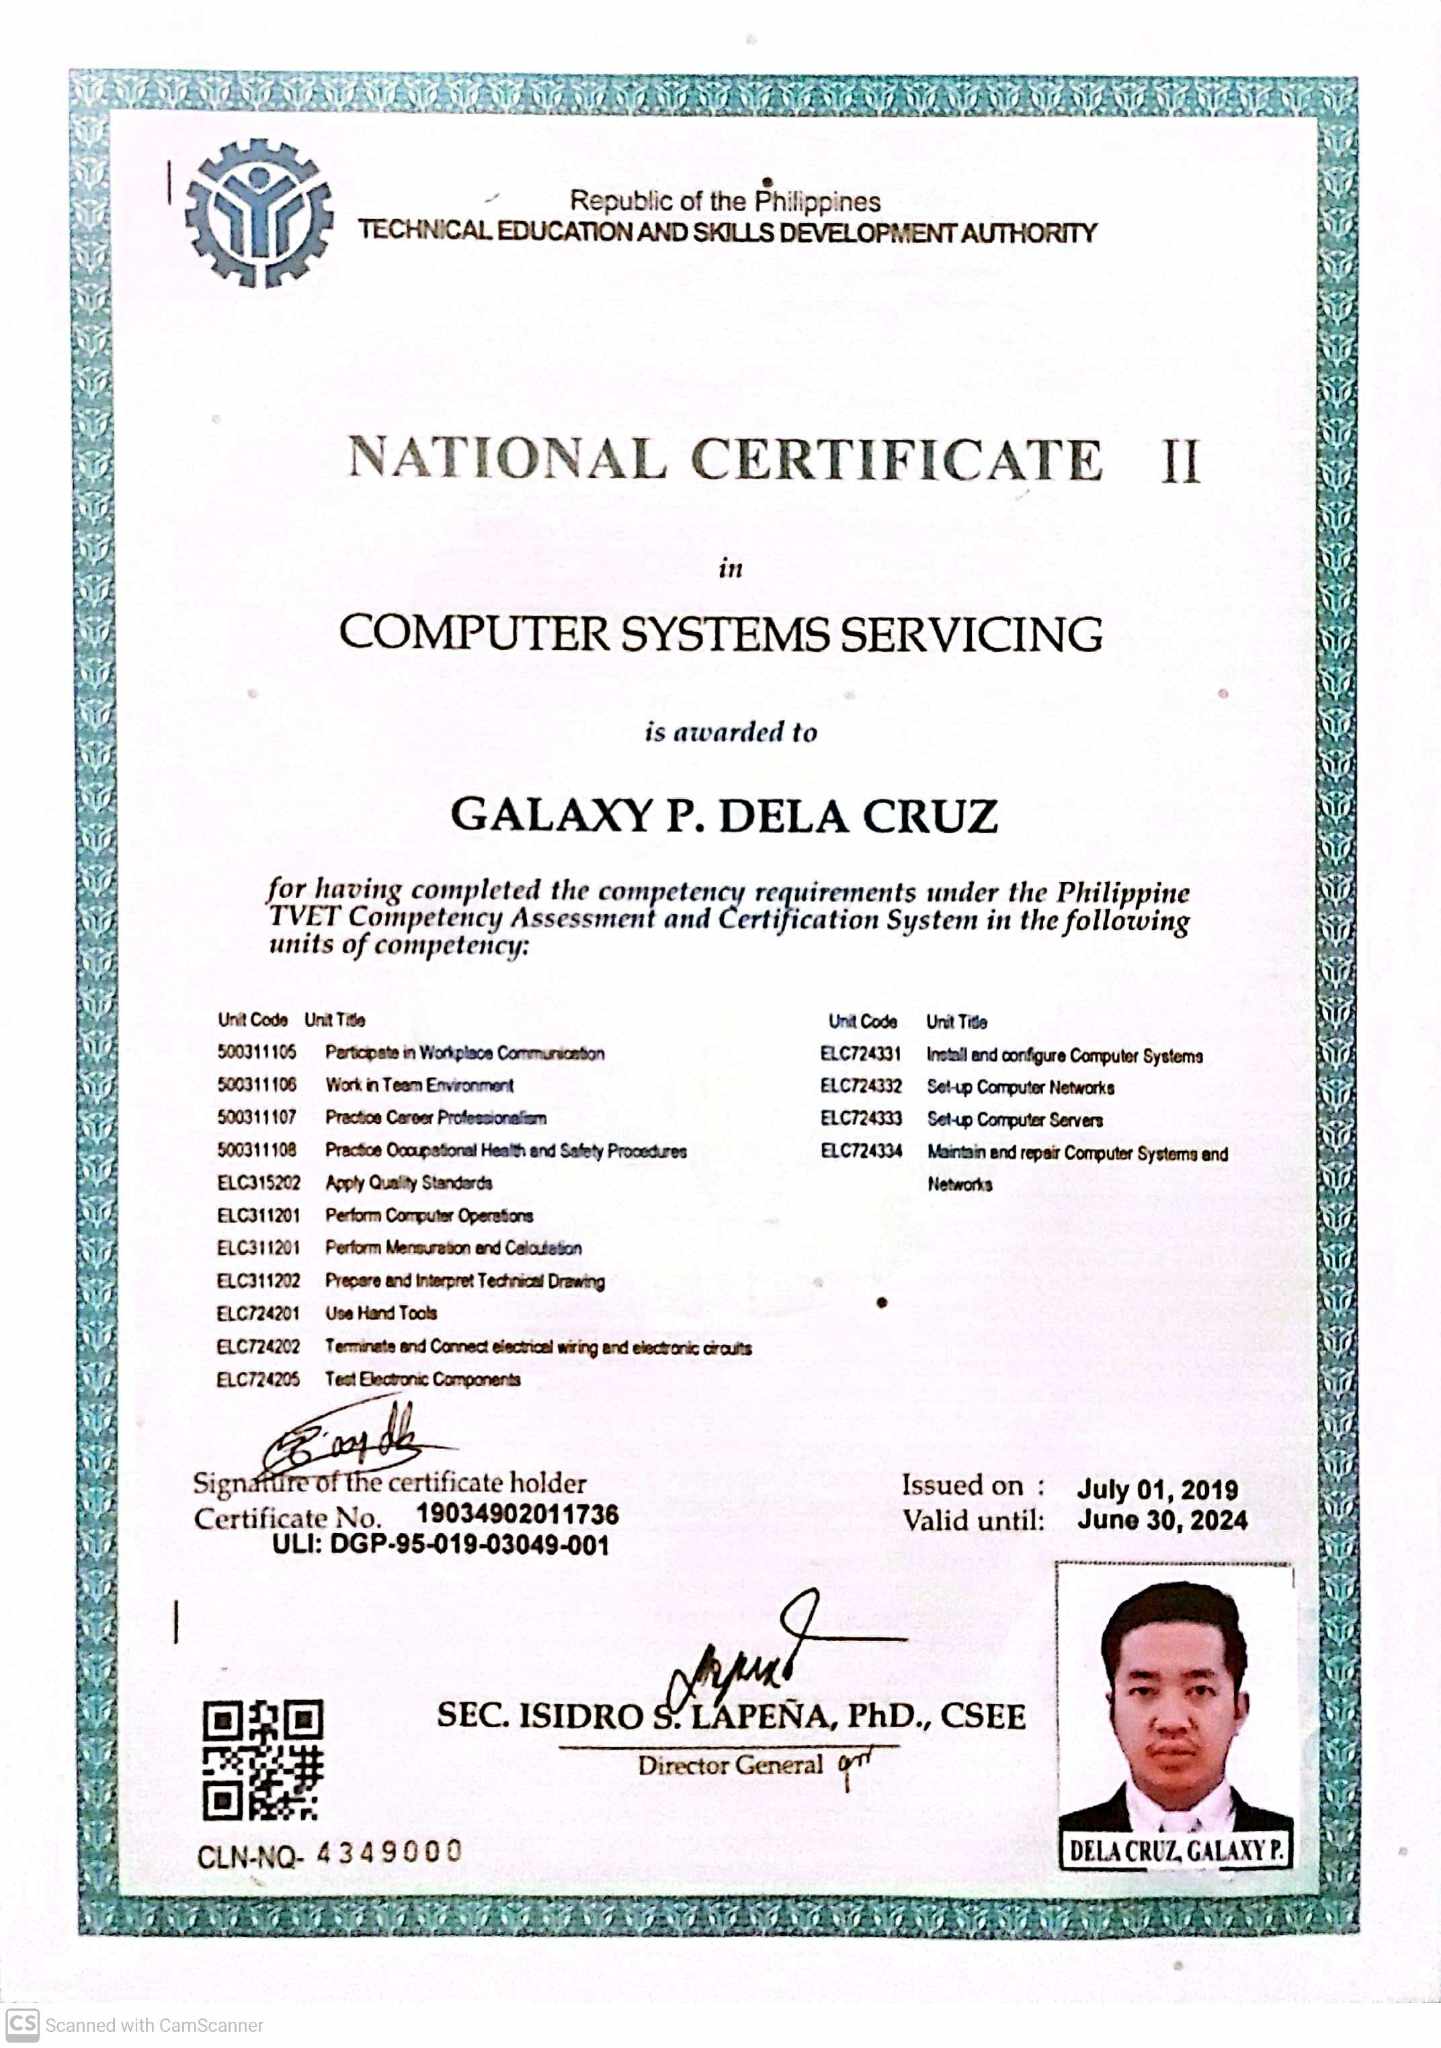 Republic of the Philippines
TECHNICAL EDUCATION AND SKILLS DEVELOPMENT AUTHORITY
NATIONAL CERTIFICATE II
in
COMPUTER SYSTEMS SERVICING
is awarded to
GALAXY P. DELA CRUZ
for having completed the competency requirements under the Philippine
TVET Competency Assessment and Certification System in the following
units of competency:
Unit Code Unit Title
500311105 Participate in Workplace Communication
500311106 Work in Team Environment
500311107 Practice Career Professionalism
500311108 Practice Occupational Health and Safety Procedures
ELC315202 Apply Quality Standards
ELC311201 Perform Computer Operations
ELC311201 Perform Mensuration and Calculation
ELC311202 Prepare and Interpret Technical Drawing
ELC724201 Use Hand Tools
ELC724202 Terminate and Connect electrical wiring and electronic circuits
ELC724205 Test Electronic Components
Unit Code Unit Title
ELC724331 Install and configure Computer Systems
ELC724332 Set-up Computer Networks
ELC724333 Set-up Computer Servers
ELC724334 Maintain and repair Computer Systems and
Networks
Signature of the certificate holder
Certificate No. 19034902011736
ULI: DGP-95-019-03049-001
Issued on : July 01, 2019
Valid until: June 30, 2024
SEC. ISIDRO S. LAPEÑA, PhD., CSEE
Director General
CLN-NQ- 4349000
DELA CRUZ, GALAXY P.
CS Scanned with CamScanner